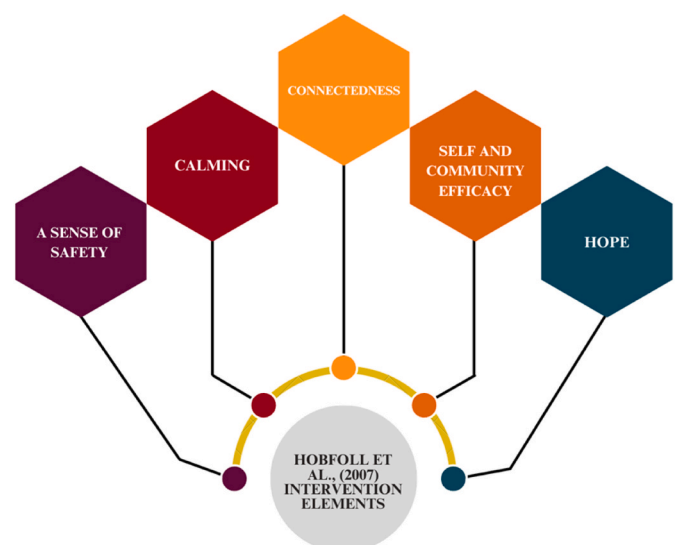 CONNECTEDNESS
CALMING
SELF AND
COMMUNITY
EFFICACY
A SENSE OF
SAFETY
HOPE
HOBFOLL ET
AL., (2007)
INTERVENTION
ELEMENTS